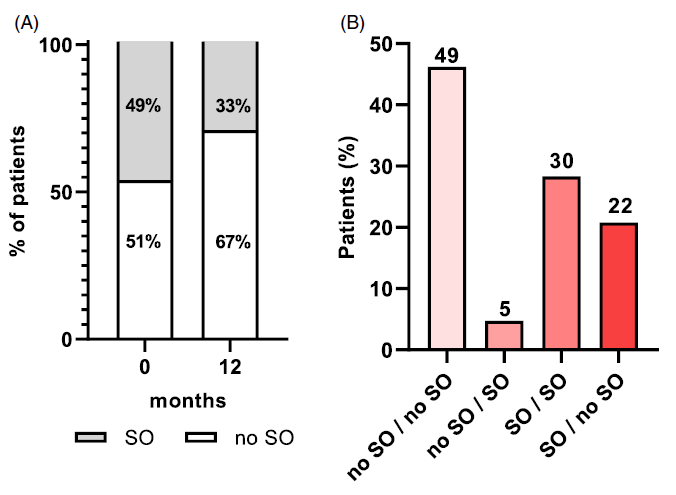 (A)
% of patients
100
50
0
49%
33%
51%
67%
0
12
months
SO
no SO
(B)
Patients (%)
50
40
30
20
10
0
49
5
30
22
no SO / no SO
no SO / SO
SO / SO
SO / no SO